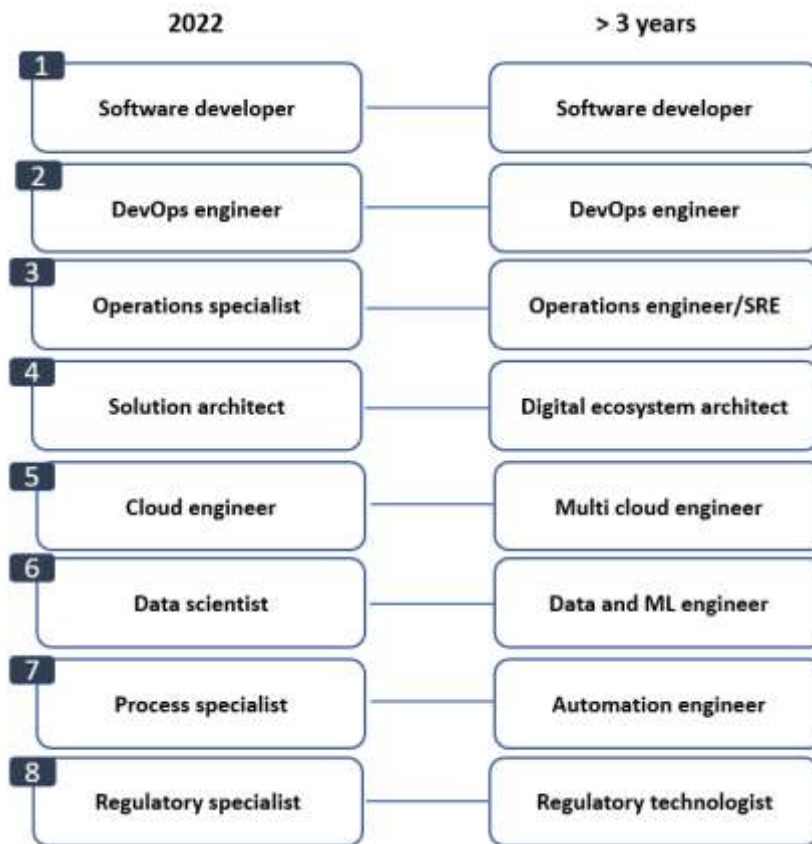 2022 > 3 years
1
Software developer Software developer
2
DevOps engineer DevOps engineer
3
Operations specialist Operations engineer/SRE
4
Solution architect Digital ecosystem architect
5
Cloud engineer Multi cloud engineer
6
Data scientist Data and ML engineer
7
Process specialist Automation engineer
8
Regulatory specialist Regulatory technologist